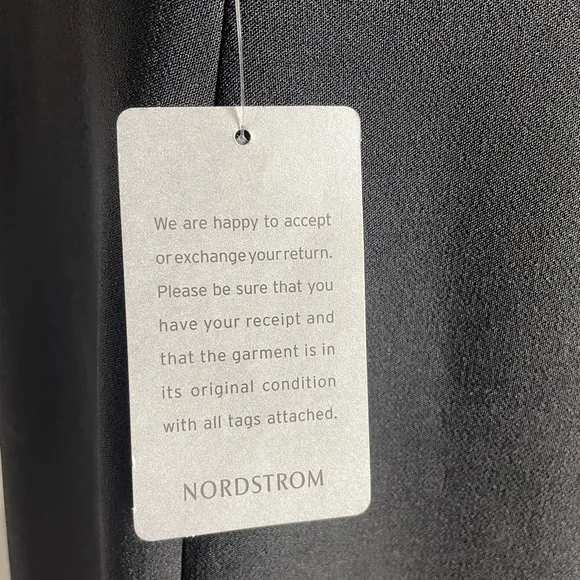 We are happy to accept
or exchange your return.
Please be sure that you
have your receipt and
that the garment is in
its original condition
with all tags attached.
NORDSTROM